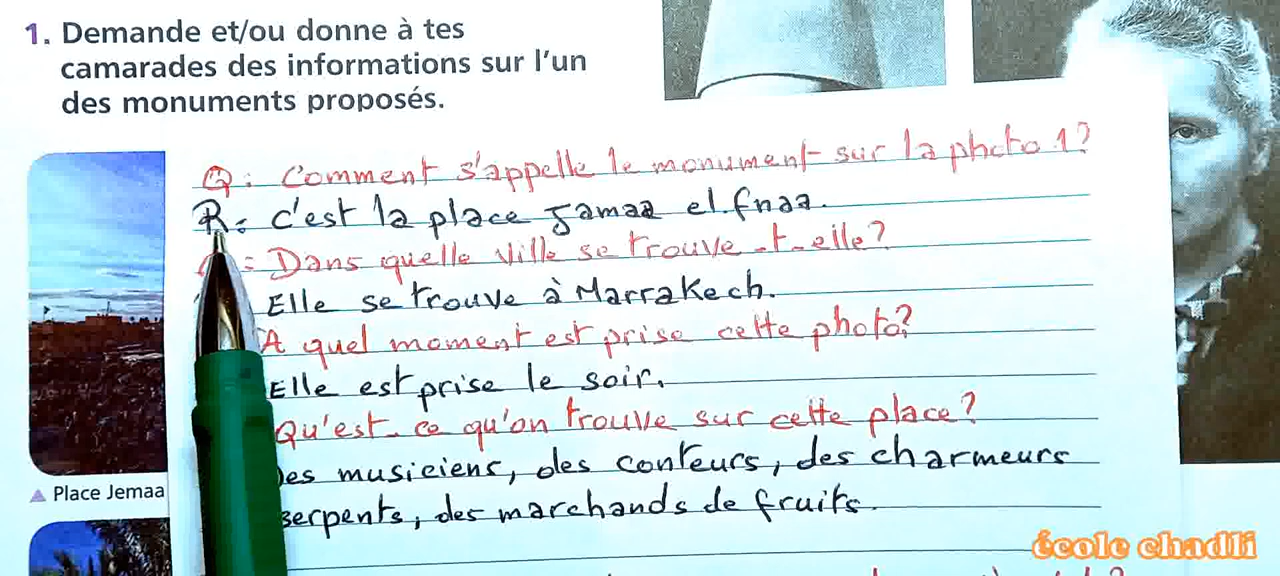 1. Demande et/ou donne à tes
camarades des informations sur l'un
des monuments proposés.
Q: Comment s'appelle le monument sur la photo 1?
R: c'est la place Jamaa el.fnaa.
: Dans quelle ville se trouve-t-elle?
Elle se trouve à Marrakech.
A quel moment est prise cette photo?
Elle est prise le soir.
Qu'est-ce qu'on trouve sur cette place?
es musiciens, des conteurs, des charmeurs
serpents, des marchands de fruits.
Place Jemaa
école chadli